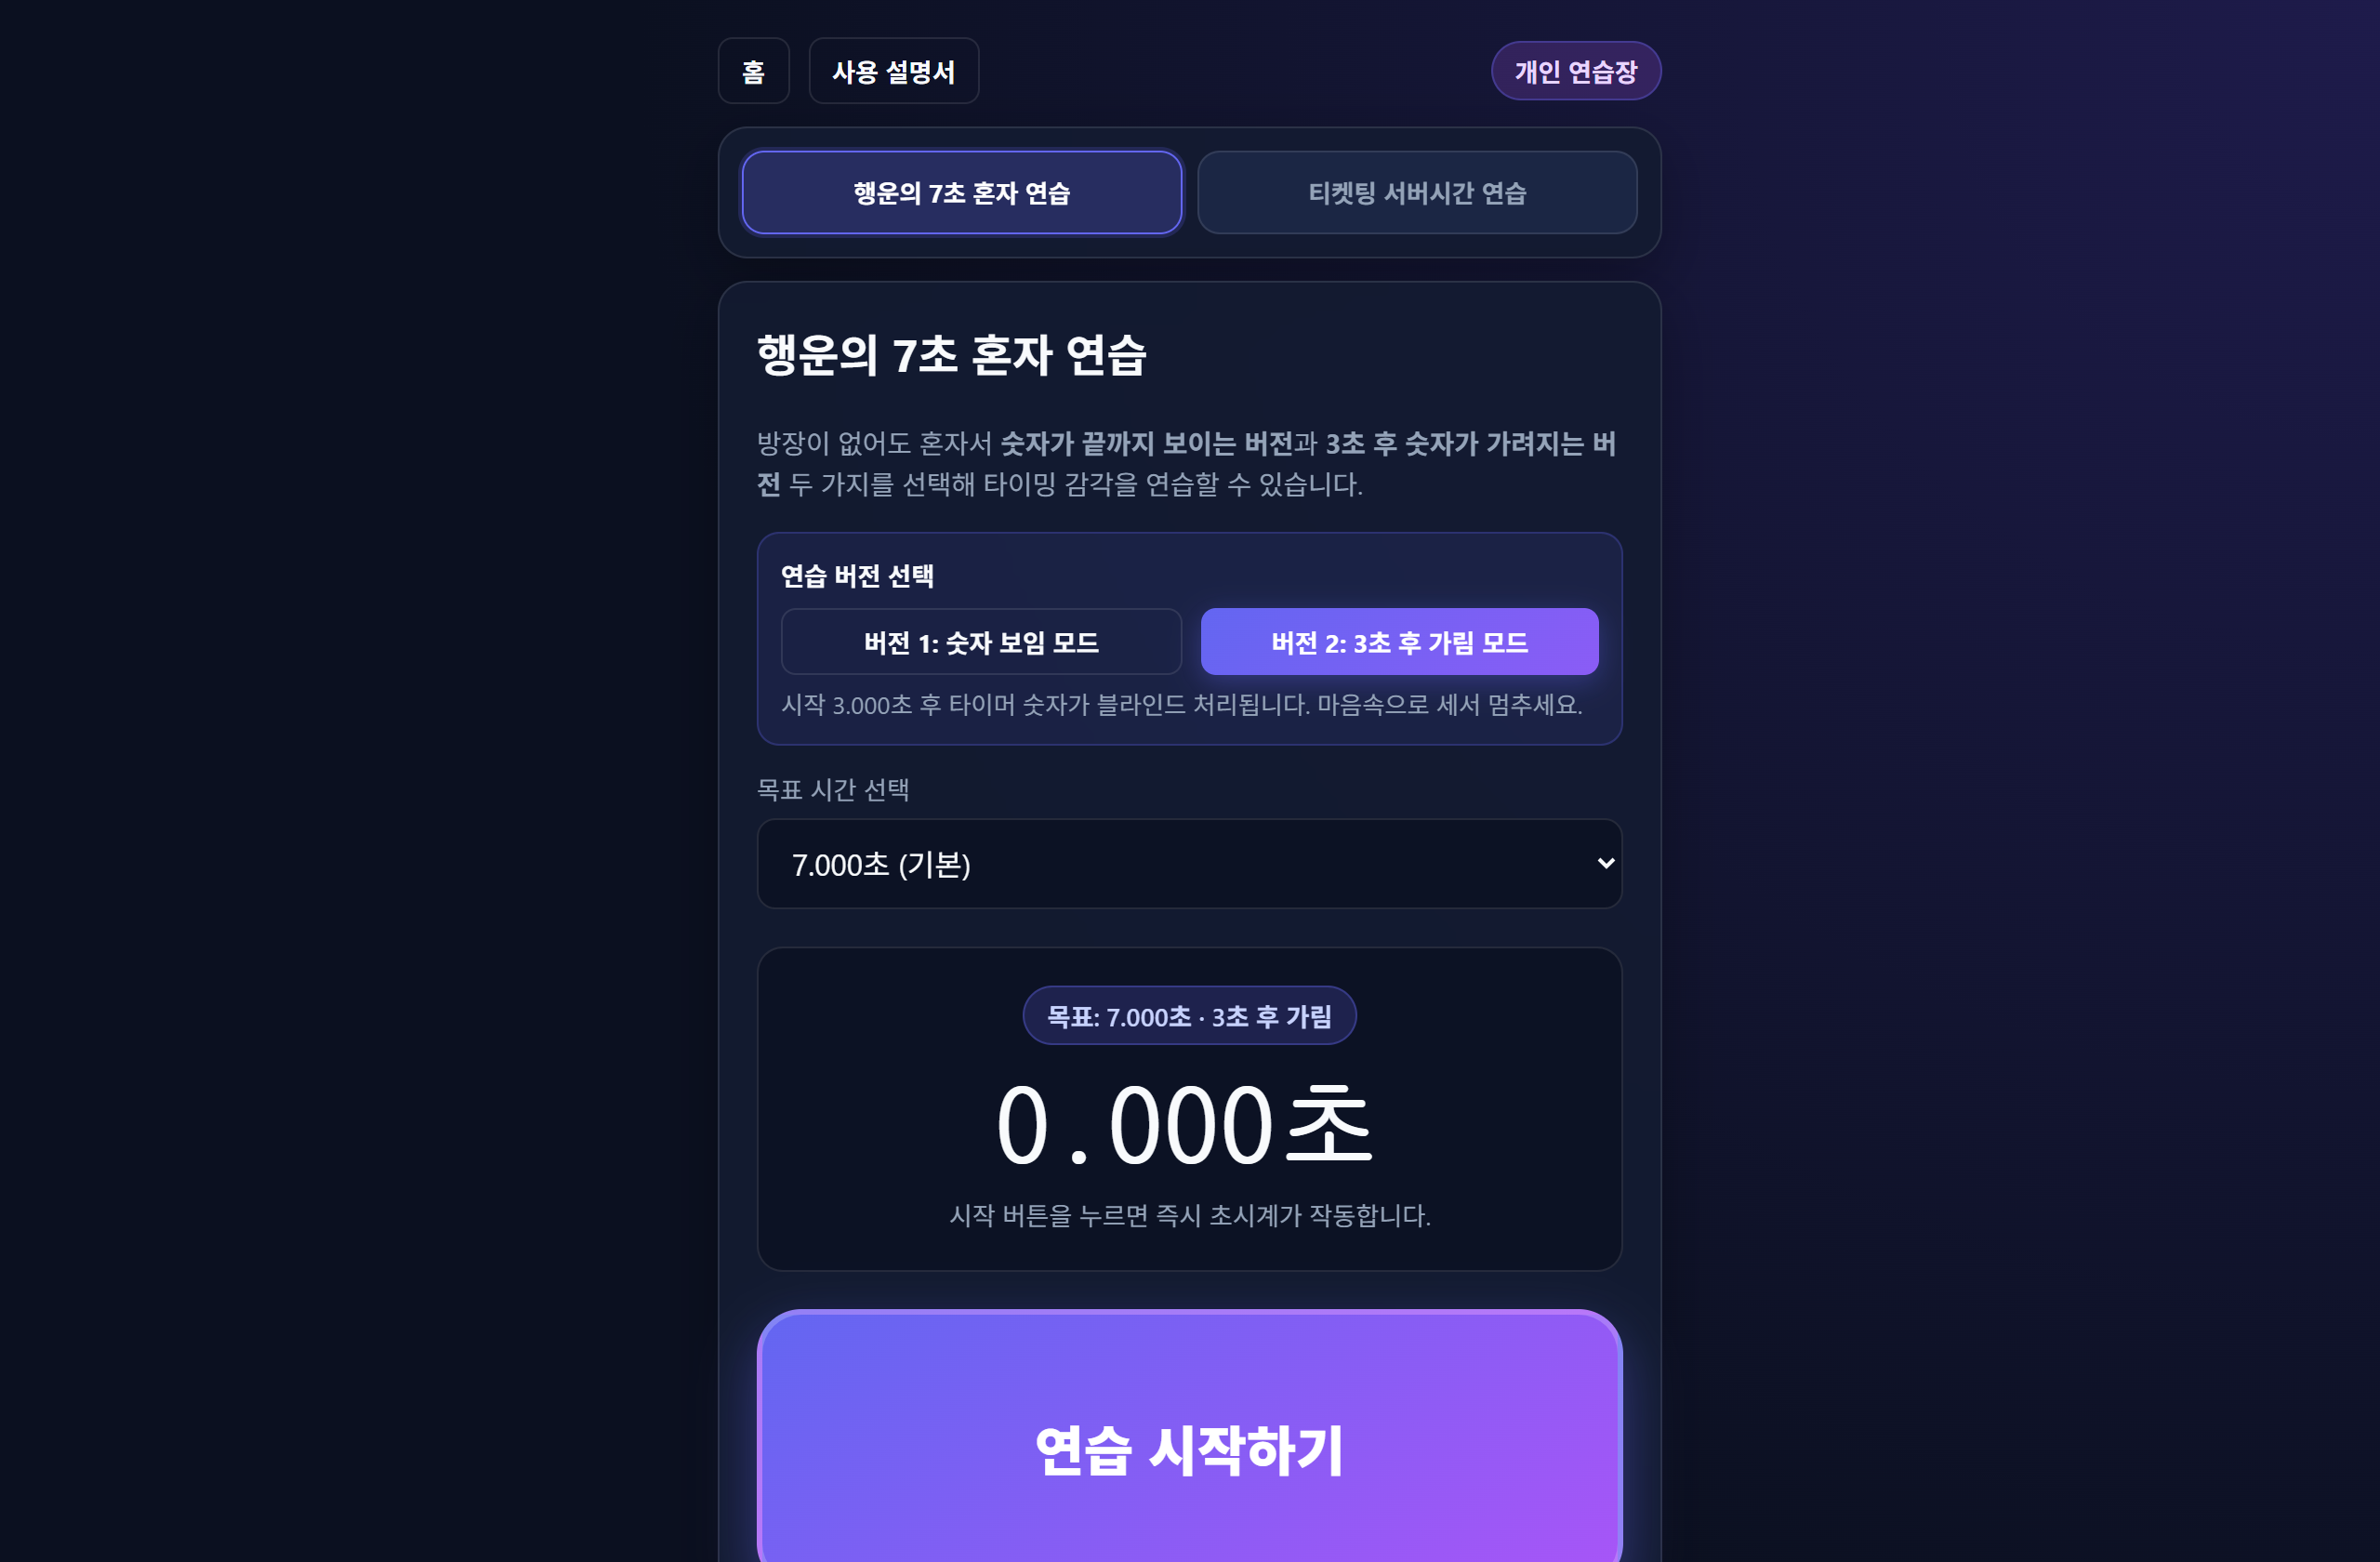 홈
사용 설명서
개인 연습장
행운의 7초 혼자 연습
티켓팅 서버시간 연습
행운의 7초 혼자 연습
방장이 없어도 혼자서 숫자가 끝까지 보이는 버전과 3초 후 숫자가 가려지는 버
전 두 가지를 선택해 타이밍 감각을 연습할 수 있습니다.
연습 버전 선택
버전 1: 숫자 보임 모드
버전 2: 3초 후 가림 모드
시작 3.000초 후 타이머 숫자가 블라인드 처리됩니다. 마음속으로 세서 멈추세요.
목표 시간 선택
7.000초 (기본)
목표: 7.000초 · 3초 후 가림
0.000초
시작 버튼을 누르면 즉시 초시계가 작동합니다.
연습 시작하기